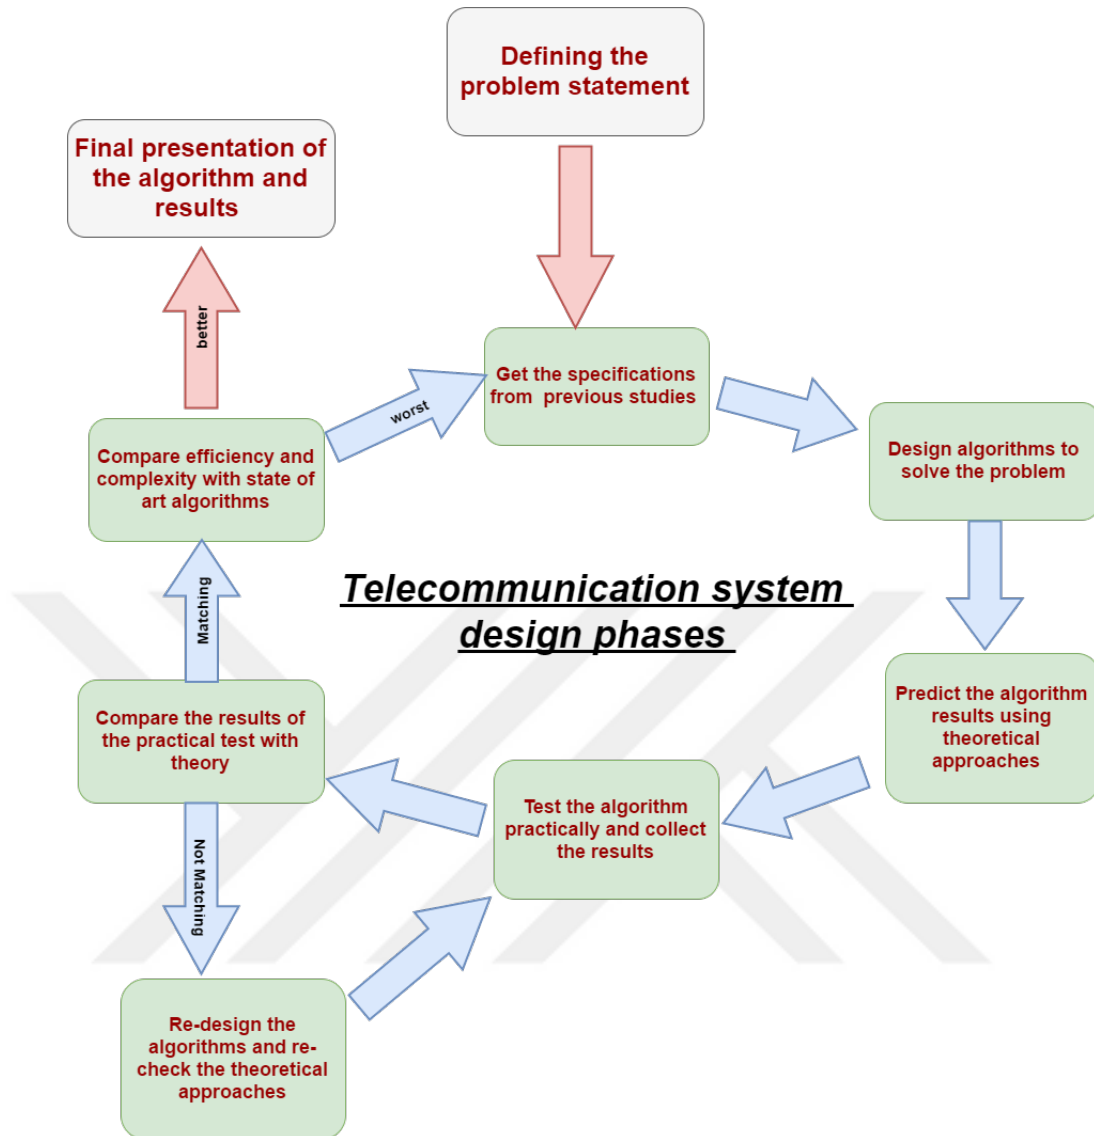 Defining the
problem statement
Final presentation of
the algorithm and
results
better
worst
Get the specifications
from previous studies
Design algorithms to
solve the problem
Compare efficiency and
complexity with state of
art algorithms
Matching
Telecommunication system
design phases
Predict the algorithm
results using
theoretical
approaches
Compare the results of
the practical test with
theory
Test the algorithm
practically and collect
the results
Not Matching
Re-design the
algorithms and re-
check the theoretical
approaches